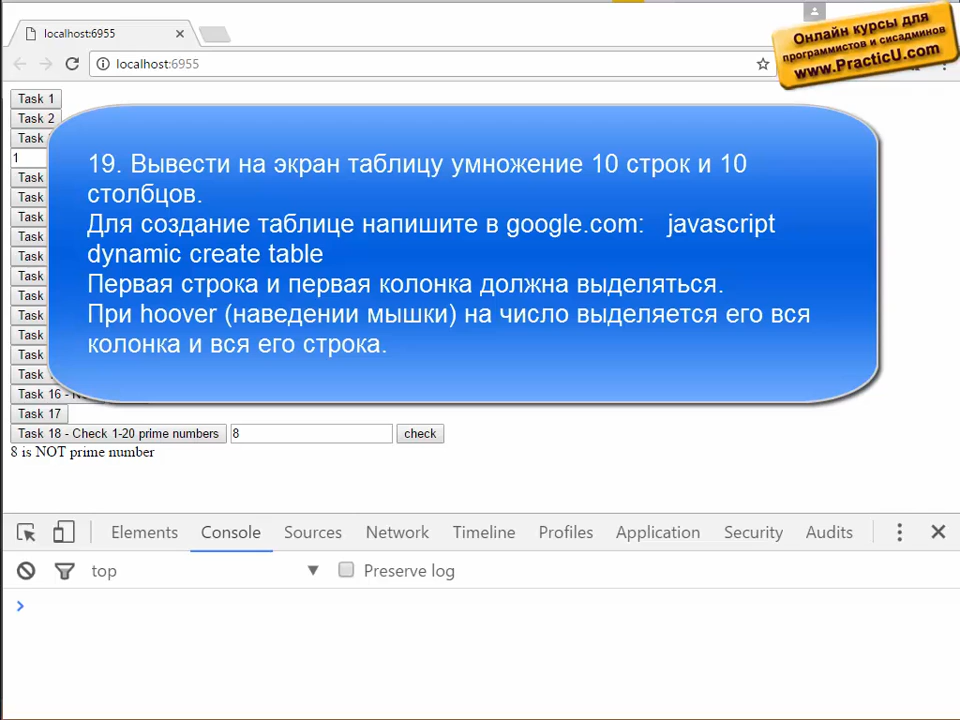 localhost:6955
localhost:6955
Онлайн курсы для
программистов и сисадминов
www.PracticU.com
Task 1
Task 2
Task
1
Task
Task
Task
Task
Task
Task
Task
Task
Task
Task
Task
19. Вывести на экран таблицу умножение 10 строк и 10
столбцов.
Для создание таблице напишите в google.com: javascript
dynamic create table
Первая строка и первая колонка должна выделяться.
При hoover (наведении мышки) на число выделяется его вся
колонка и вся его строка.
Task 16 -
Task 17
Task 18 - Check 1-20 prime numbers 8 check
8 is NOT prime number
Elements Console Sources Network Timeline Profiles Application Security Audits
top Preserve log